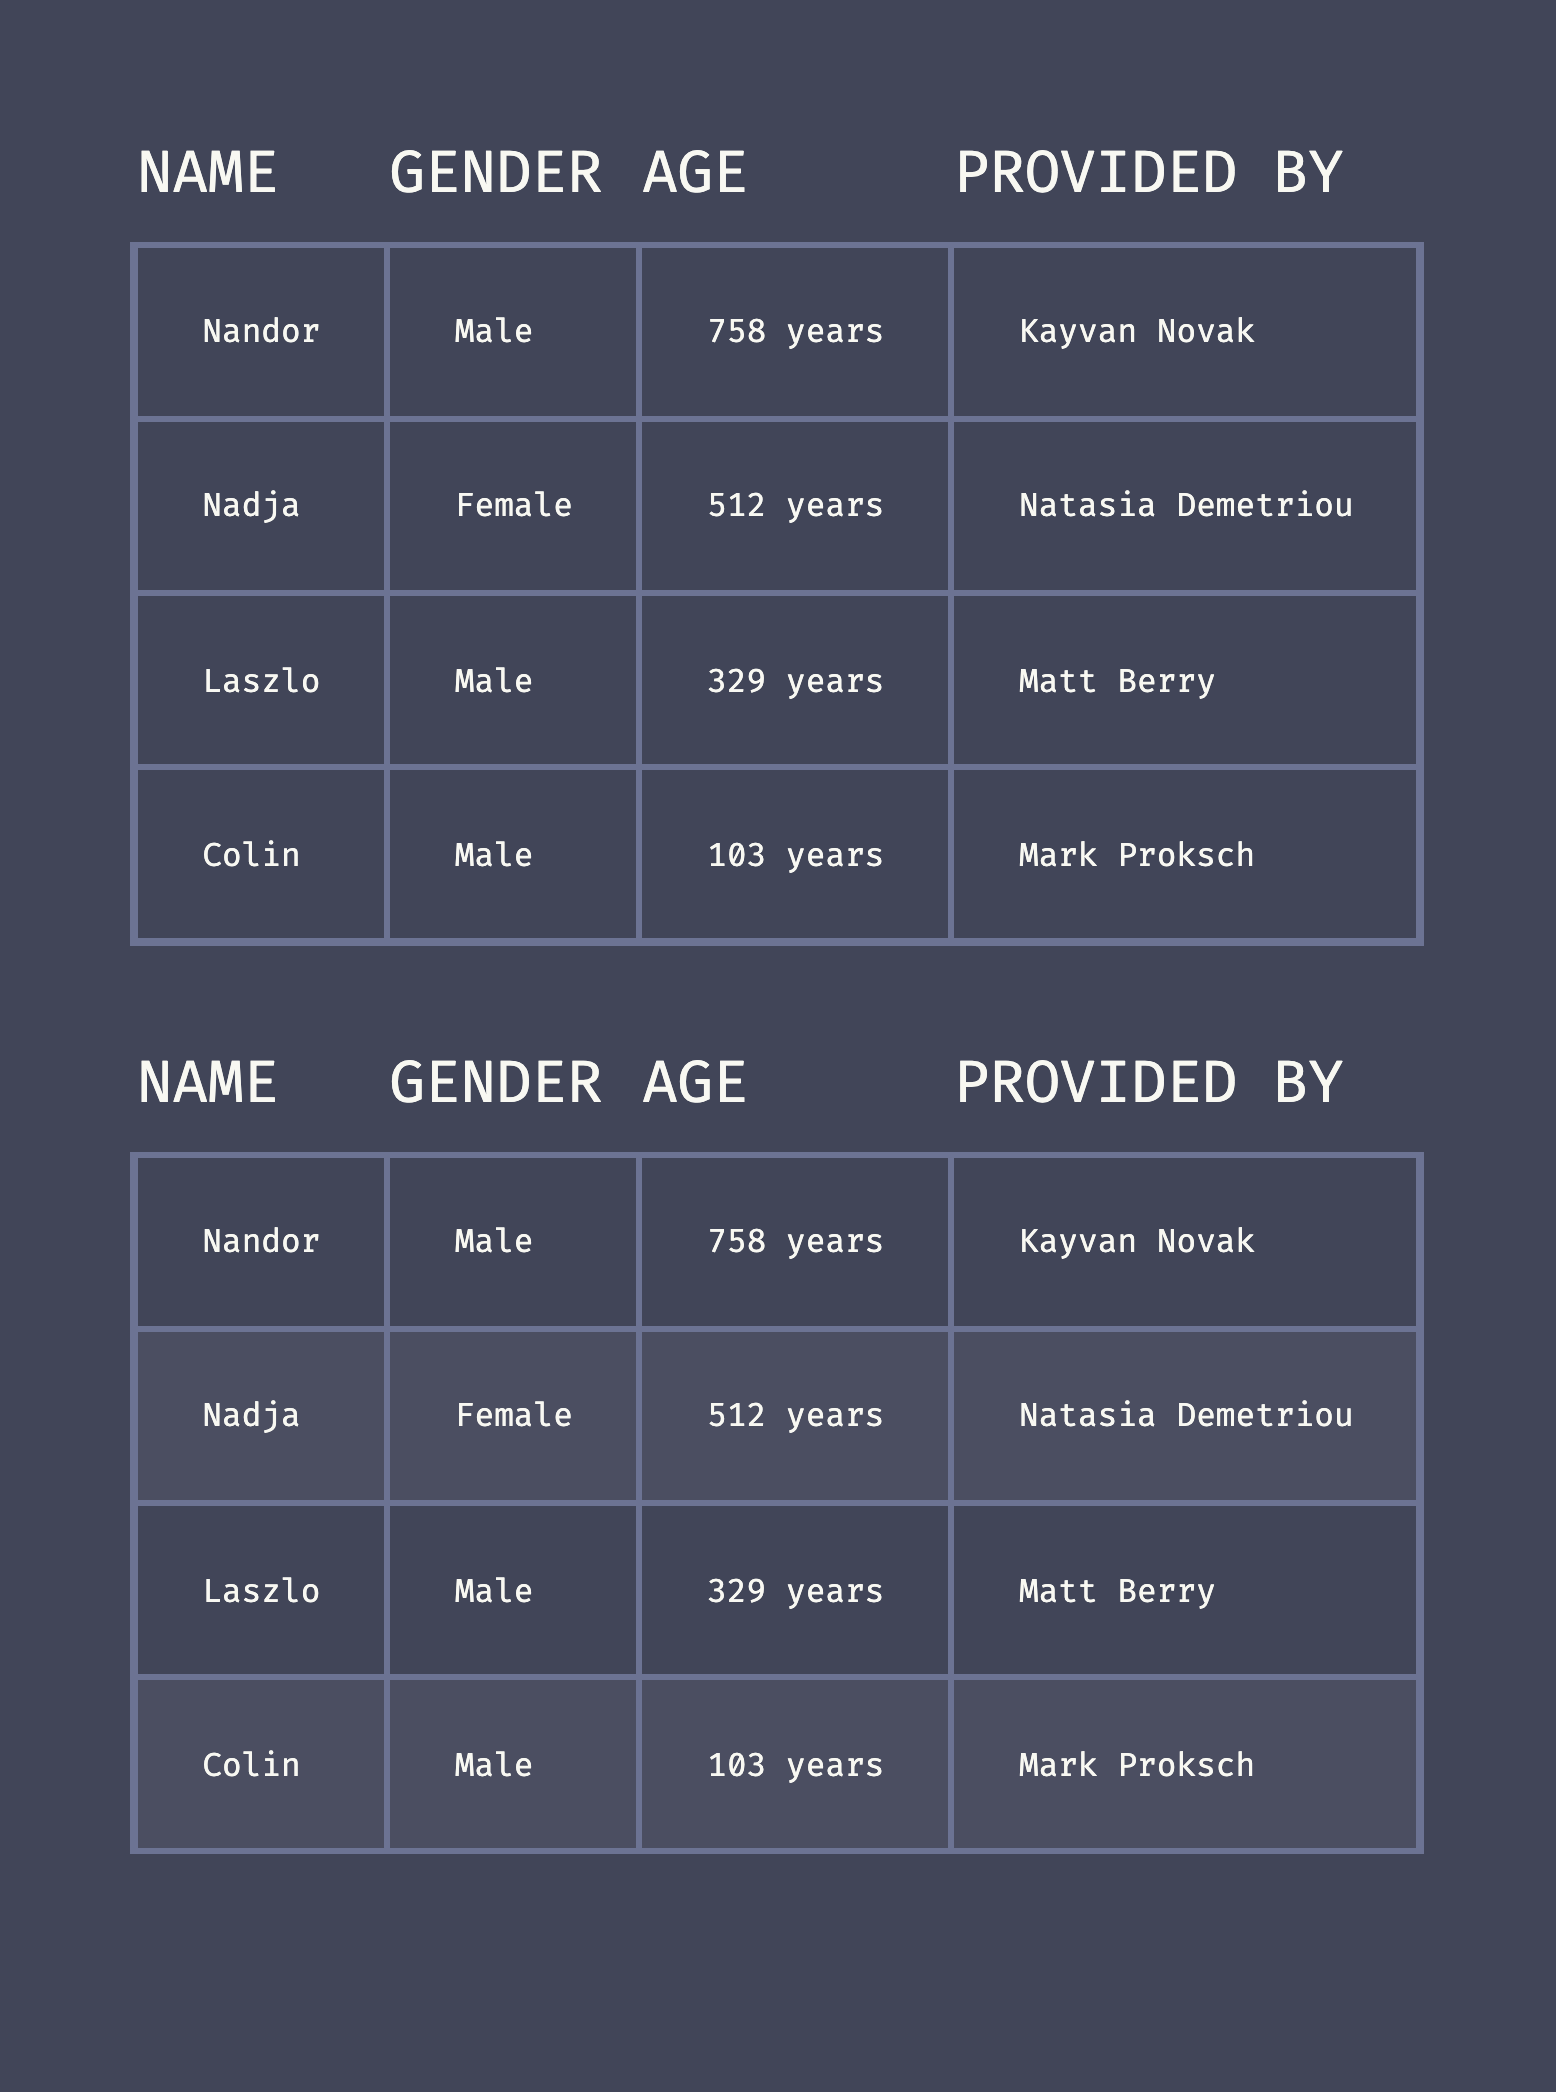 NAME GENDER AGE PROVIDED BY
Nandor Male 758 years Kayvan Novak
Nadja Female 512 years Natasia Demetriou
Laszlo Male 329 years Matt Berry
Colin Male 103 years Mark Proksch
NAME GENDER AGE PROVIDED BY
Nandor Male 758 years Kayvan Novak
Nadja Female 512 years Natasia Demetriou
Laszlo Male 329 years Matt Berry
Colin Male 103 years Mark Proksch